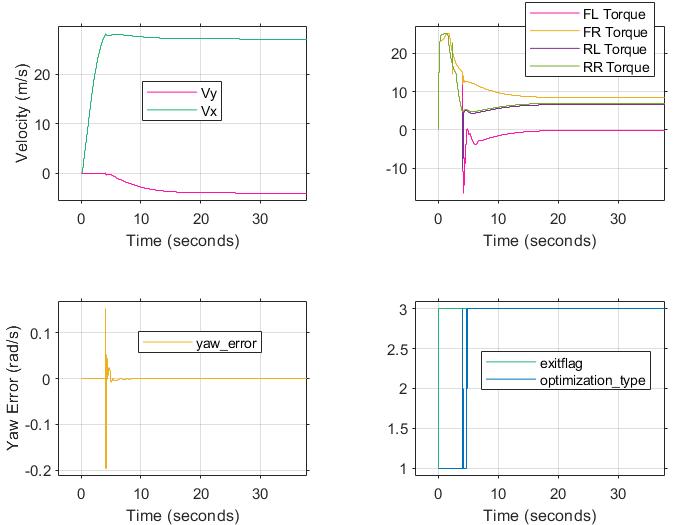 Velocity (m/s)
20
10
0
Vy
Vx
0
10
20
30
Time (seconds)
20
10
0
-10
FL Torque
FR Torque
RL Torque
RR Torque
0
10
20
30
Time (seconds)
Yaw Error (rad/s)
0.1
0
-0.1
-0.2
yaw_error
0
10
20
30
Time (seconds)
3
2.5
2
1.5
1
exitflag
optimization_type
0
10
20
30
Time (seconds)